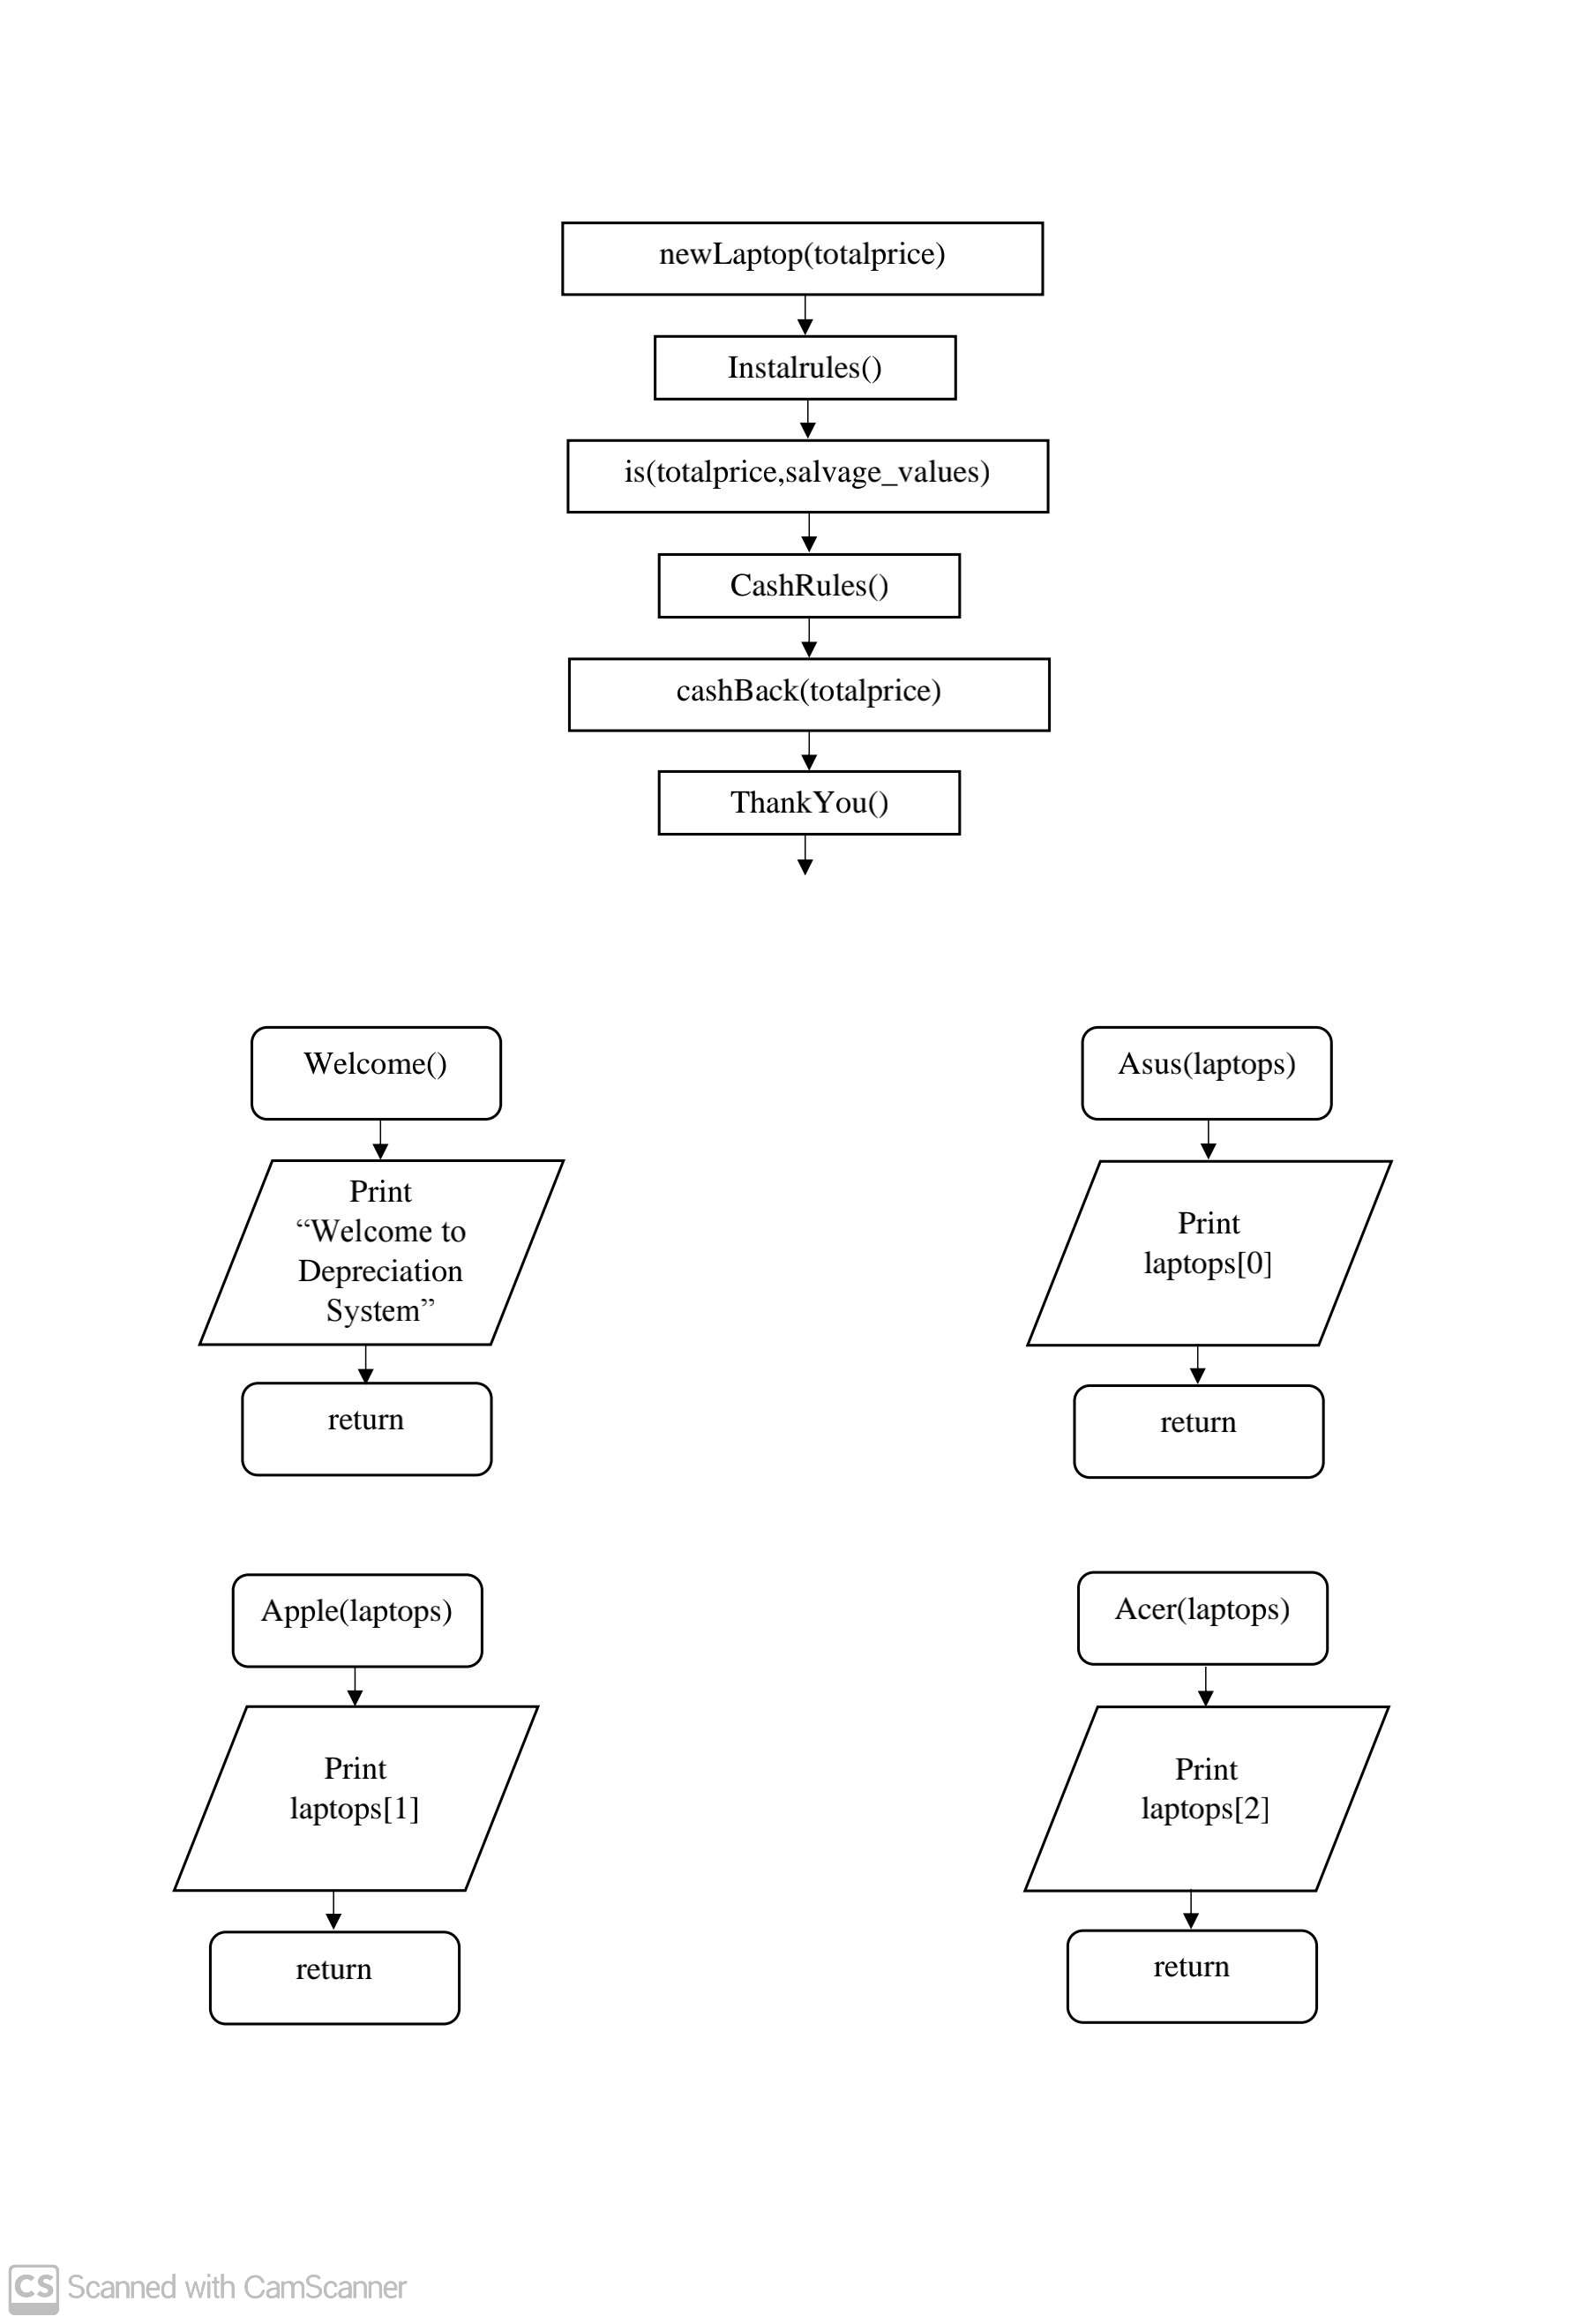 newLaptop(totalprice)
Instalrules()
is(totalprice,salvage_values)
CashRules()
cashBack(totalprice)
ThankYou()
Welcome()
Print
“Welcome to
Depreciation
System”
return
Asus(laptops)
Print
laptops[0]
return
Apple(laptops)
Print
laptops[1]
return
Acer(laptops)
Print
laptops[2]
return
CS Scanned with CamScanner